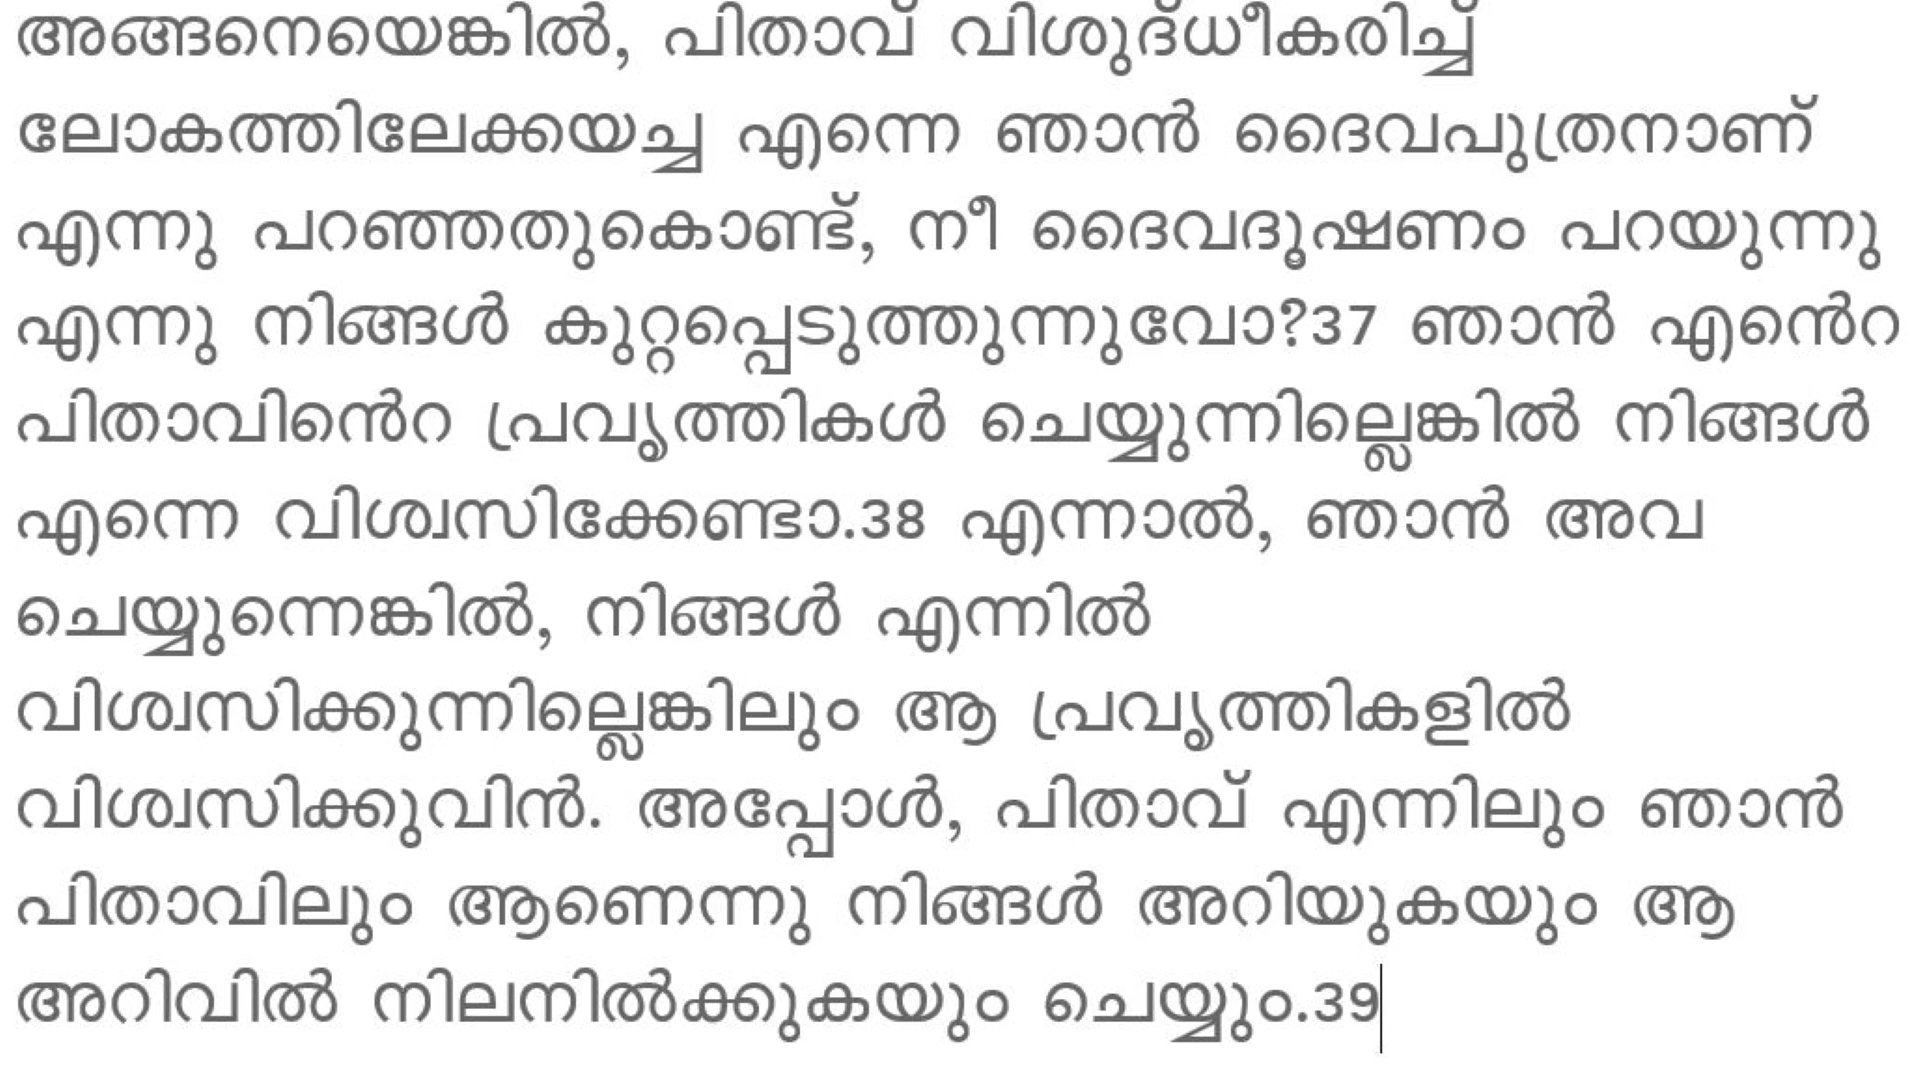 അങ്ങനെയെങ്കിൽ, പിതാവ് വിശുദ്ധീകരിച്ച്
ലോകത്തിലേക്കയച്ച എന്നെ ഞാൻ ദൈവപുത്രനാണ്
എന്നു പറഞ്ഞതുകൊണ്ട്, നീ ദൈവദൂഷണം പറയുന്നു
എന്നു നിങ്ങൾ കുറ്റപ്പെടുത്തുന്നുവോ?37 ഞാൻ എൻെറ
പിതാവിൻെറ പ്രവൃത്തികൾ ചെയ്യുന്നില്ലെങ്കിൽ നിങ്ങൾ
എന്നെ വിശ്വസിക്കേണ്ടാ.38 എന്നാൽ, ഞാൻ അവ
ചെയ്യുന്നെങ്കിൽ, നിങ്ങൾ എന്നിൽ
വിശ്വസിക്കുന്നില്ലെങ്കിലും ആ പ്രവൃത്തികളിൽ
വിശ്വസിക്കുവിൻ. അപ്പോൾ, പിതാവ് എന്നിലും ഞാൻ
പിതാവിലും ആണെന്നു നിങ്ങൾ അറിയുകയും ആ
അറിവിൽ നിലനിൽക്കുകയും ചെയ്യും.39